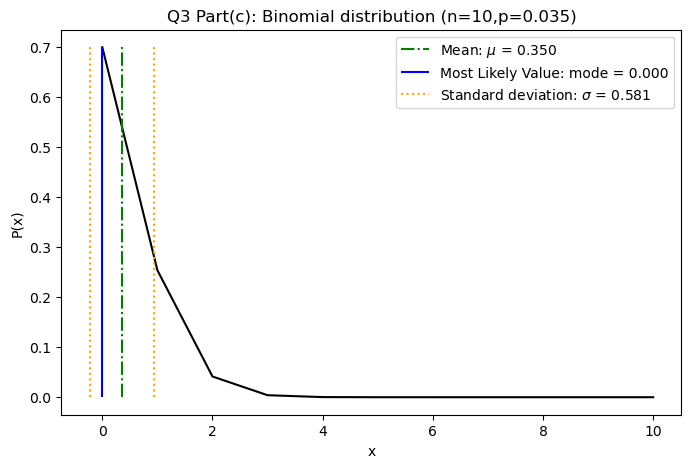 Q3 Part(c): Binomial distribution (n=10,p=0.035)
Mean: μ = 0.350
Most Likely Value: mode = 0.000
Standard deviation: σ = 0.581
P(x)
0.7
0.6
0.5
0.4
0.3
0.2
0.1
0.0
0 2 4 6 8 10
x